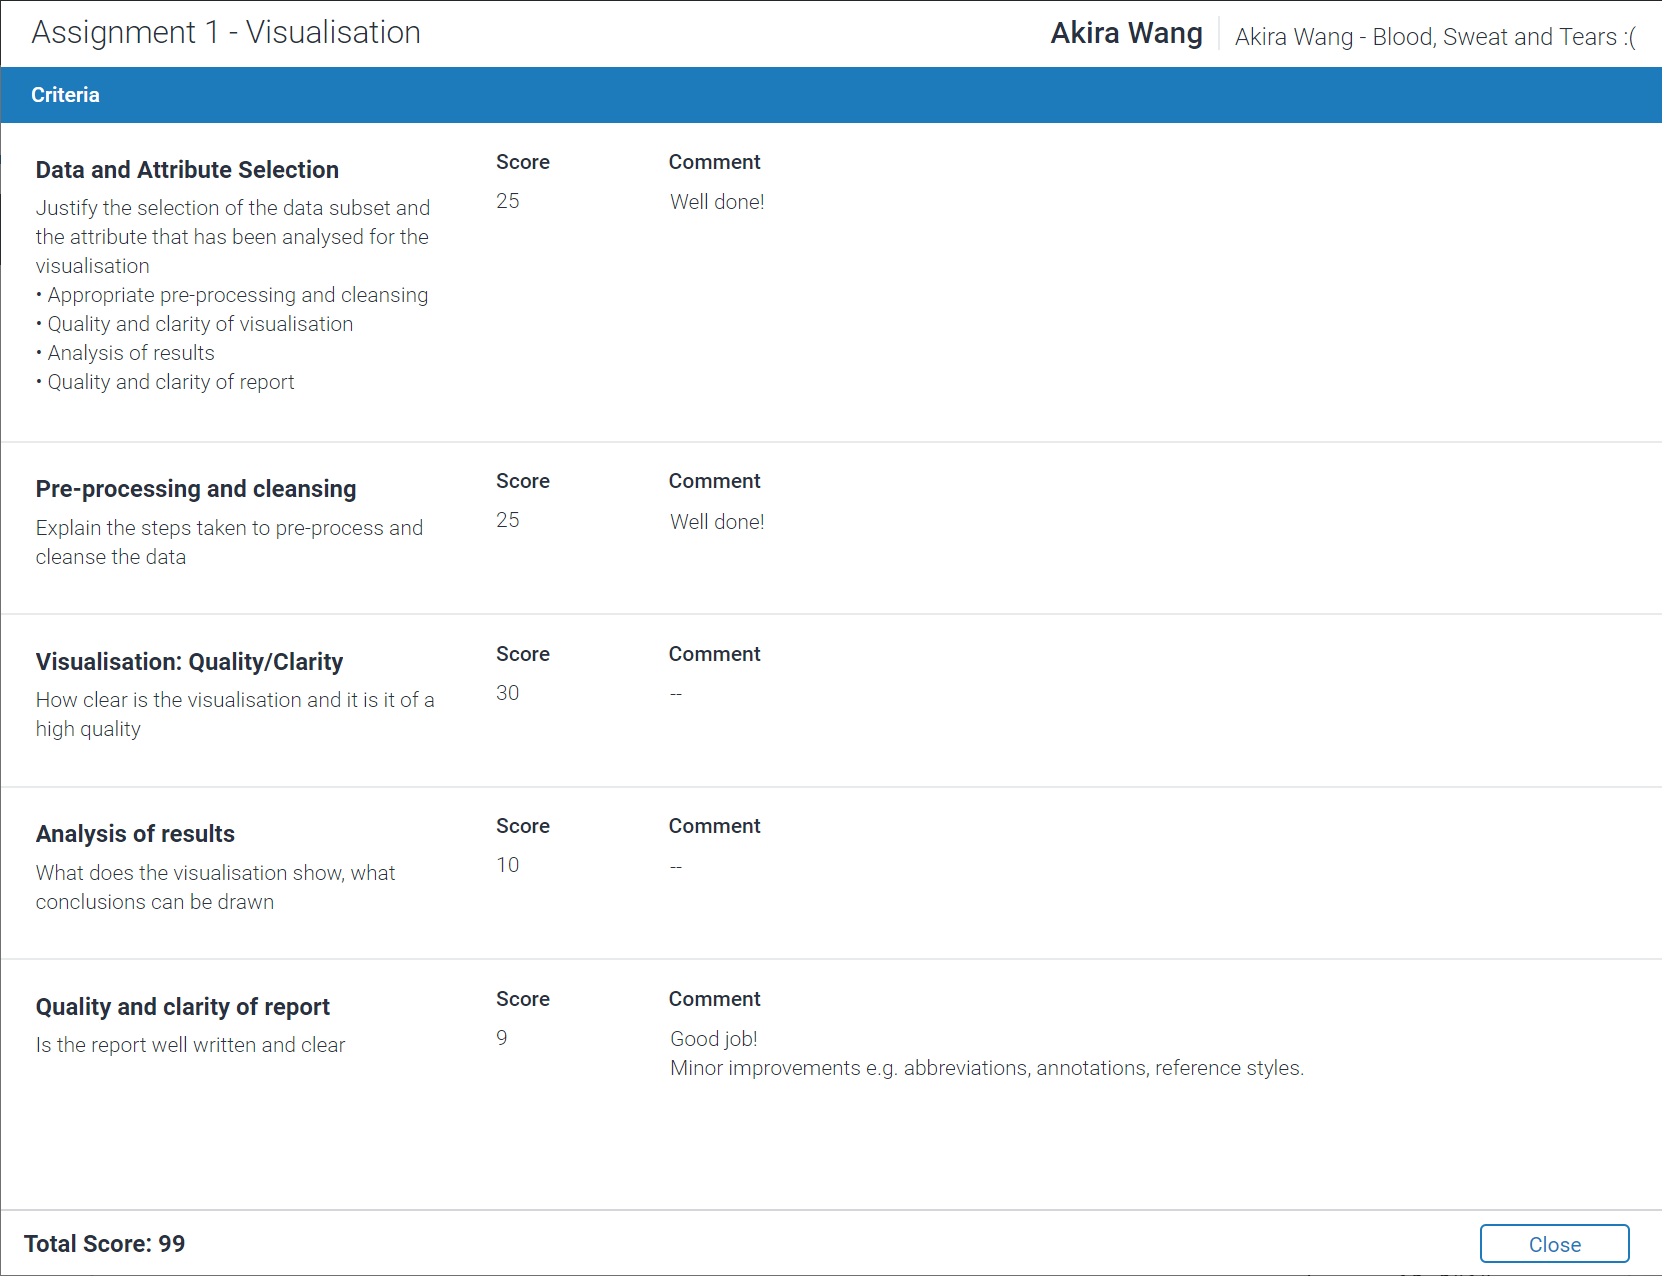 Assignment 1 - Visualisation
Akira Wang
Akira Wang - Blood, Sweat and Tears :(
Criteria
Data and Attribute Selection
Justify the selection of the data subset and
the attribute that has been analysed for the
visualisation
• Appropriate pre-processing and cleansing
• Quality and clarity of visualisation
• Analysis of results
• Quality and clarity of report
Score
25
Comment
Well done!
Pre-processing and cleansing
Explain the steps taken to pre-process and
cleanse the data
Score
25
Comment
Well done!
Visualisation: Quality/Clarity
How clear is the visualisation and it is it of a
high quality
Score
30
Comment
--
Analysis of results
What does the visualisation show, what
conclusions can be drawn
Score
10
Comment
--
Quality and clarity of report
Is the report well written and clear
Score
9
Comment
Good job!
Minor improvements e.g. abbreviations, annotations, reference styles.
Total Score: 99
Close